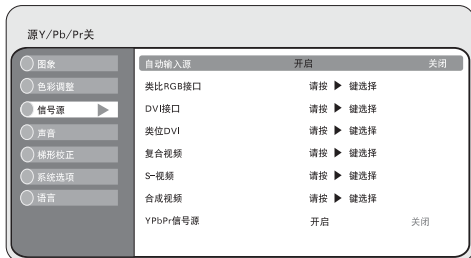 源Y/Pb/Pr关
图象
色彩调整
信号源
声音
梯形校正
系统选项
语言
自动输入源 开启 关闭
类比RGB接口 请按 ▶ 键选择
DVI接口 请按 ▶ 键选择
类位DVI 请按 ▶ 键选择
复合视频 请按 ▶ 键选择
S-视频 请按 ▶ 键选择
合成视频 请按 ▶ 键选择
YPbPr信号源 开启 关闭